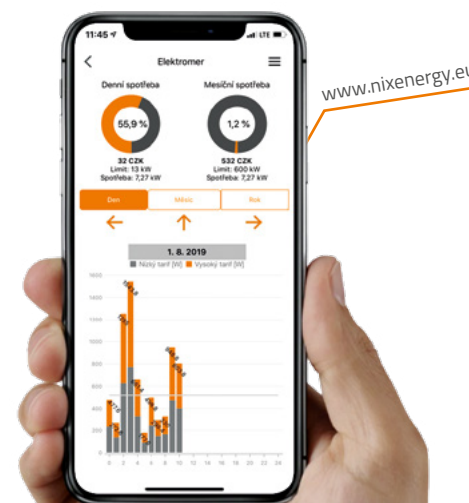 11:45
LTE
Elektromer
www.nixenergy.eu
Denní spotřeba
Mesíční spotřeba
55,9 %
1,2 %
32 CZK
532 CZK
Limit: 13 kW
Limit: 600 kW
Spotřeba: 7,27 kW
Spotřeba: 7,27 kW
Den
Měsíc
Rok
1. 8. 2019
Nízký tarif [W]
Vysoký tarif [W]
1600
1400
1200
1000
800
600
400
200
0
0 2 4 6 8 10 12 14 16 18 20 22 24